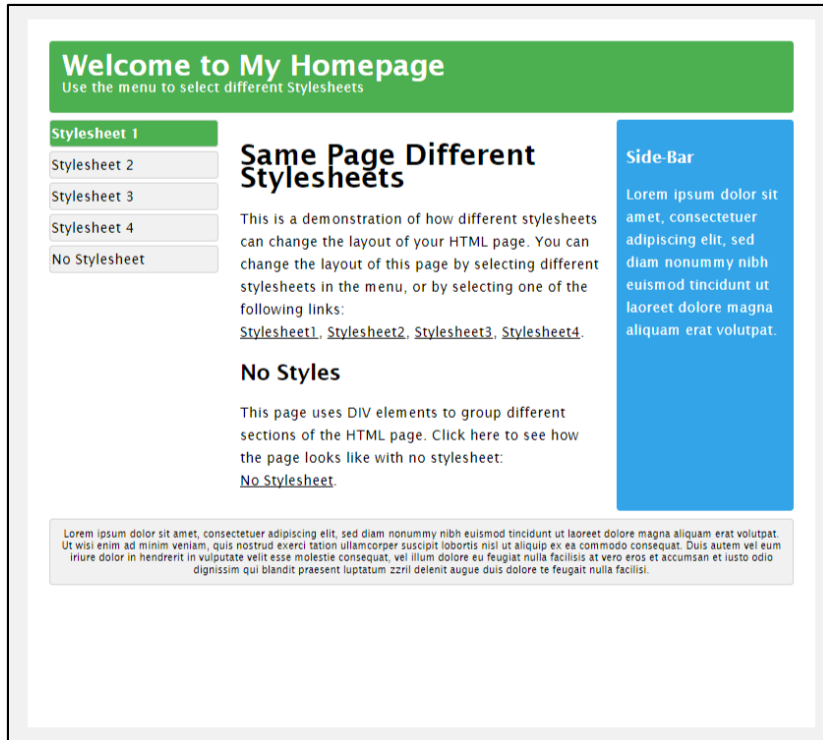 Welcome to My Homepage
Use the menu to select different Stylesheets
Stylesheet 1
Stylesheet 2
Stylesheet 3
Stylesheet 4
No Stylesheet
Same Page Different
Stylesheets
This is a demonstration of how different stylesheets
can change the layout of your HTML page. You can
change the layout of this page by selecting different
stylesheets in the menu, or by selecting one of the
following links:
Stylesheet1, Stylesheet2, Stylesheet3, Stylesheet4.
No Styles
This page uses DIV elements to group different
sections of the HTML page. Click here to see how
the page looks like with no stylesheet:
No Stylesheet.
Side-Bar
Lorem ipsum dolor sit
amet, consectetuer
adipiscing elit, sed
diam nonummy nibh
euismod tincidunt ut
laoreet dolore magna
aliquam erat volutpat.
Lorem ipsum dolor sit amet, consectetuer adipiscing elit, sed diam nonummy nibh euismod tincidunt ut laoreet dolore magna aliquam erat volutpat.
Ut wisi enim ad minim veniam, quis nostrud exerci tation ullamcorper suscipit lobortis nisl ut aliquip ex ea commodo consequat. Duis autem vel eum
iriure dolor in hendrerit in vulputate velit esse molestie consequat, vel illum dolore eu feugiat nulla facilisis at vero eros et accumsan et iusto odio
dignissim qui blandit praesent luptatum zzril delenit augue duis dolore te feugait nulla facilisi.